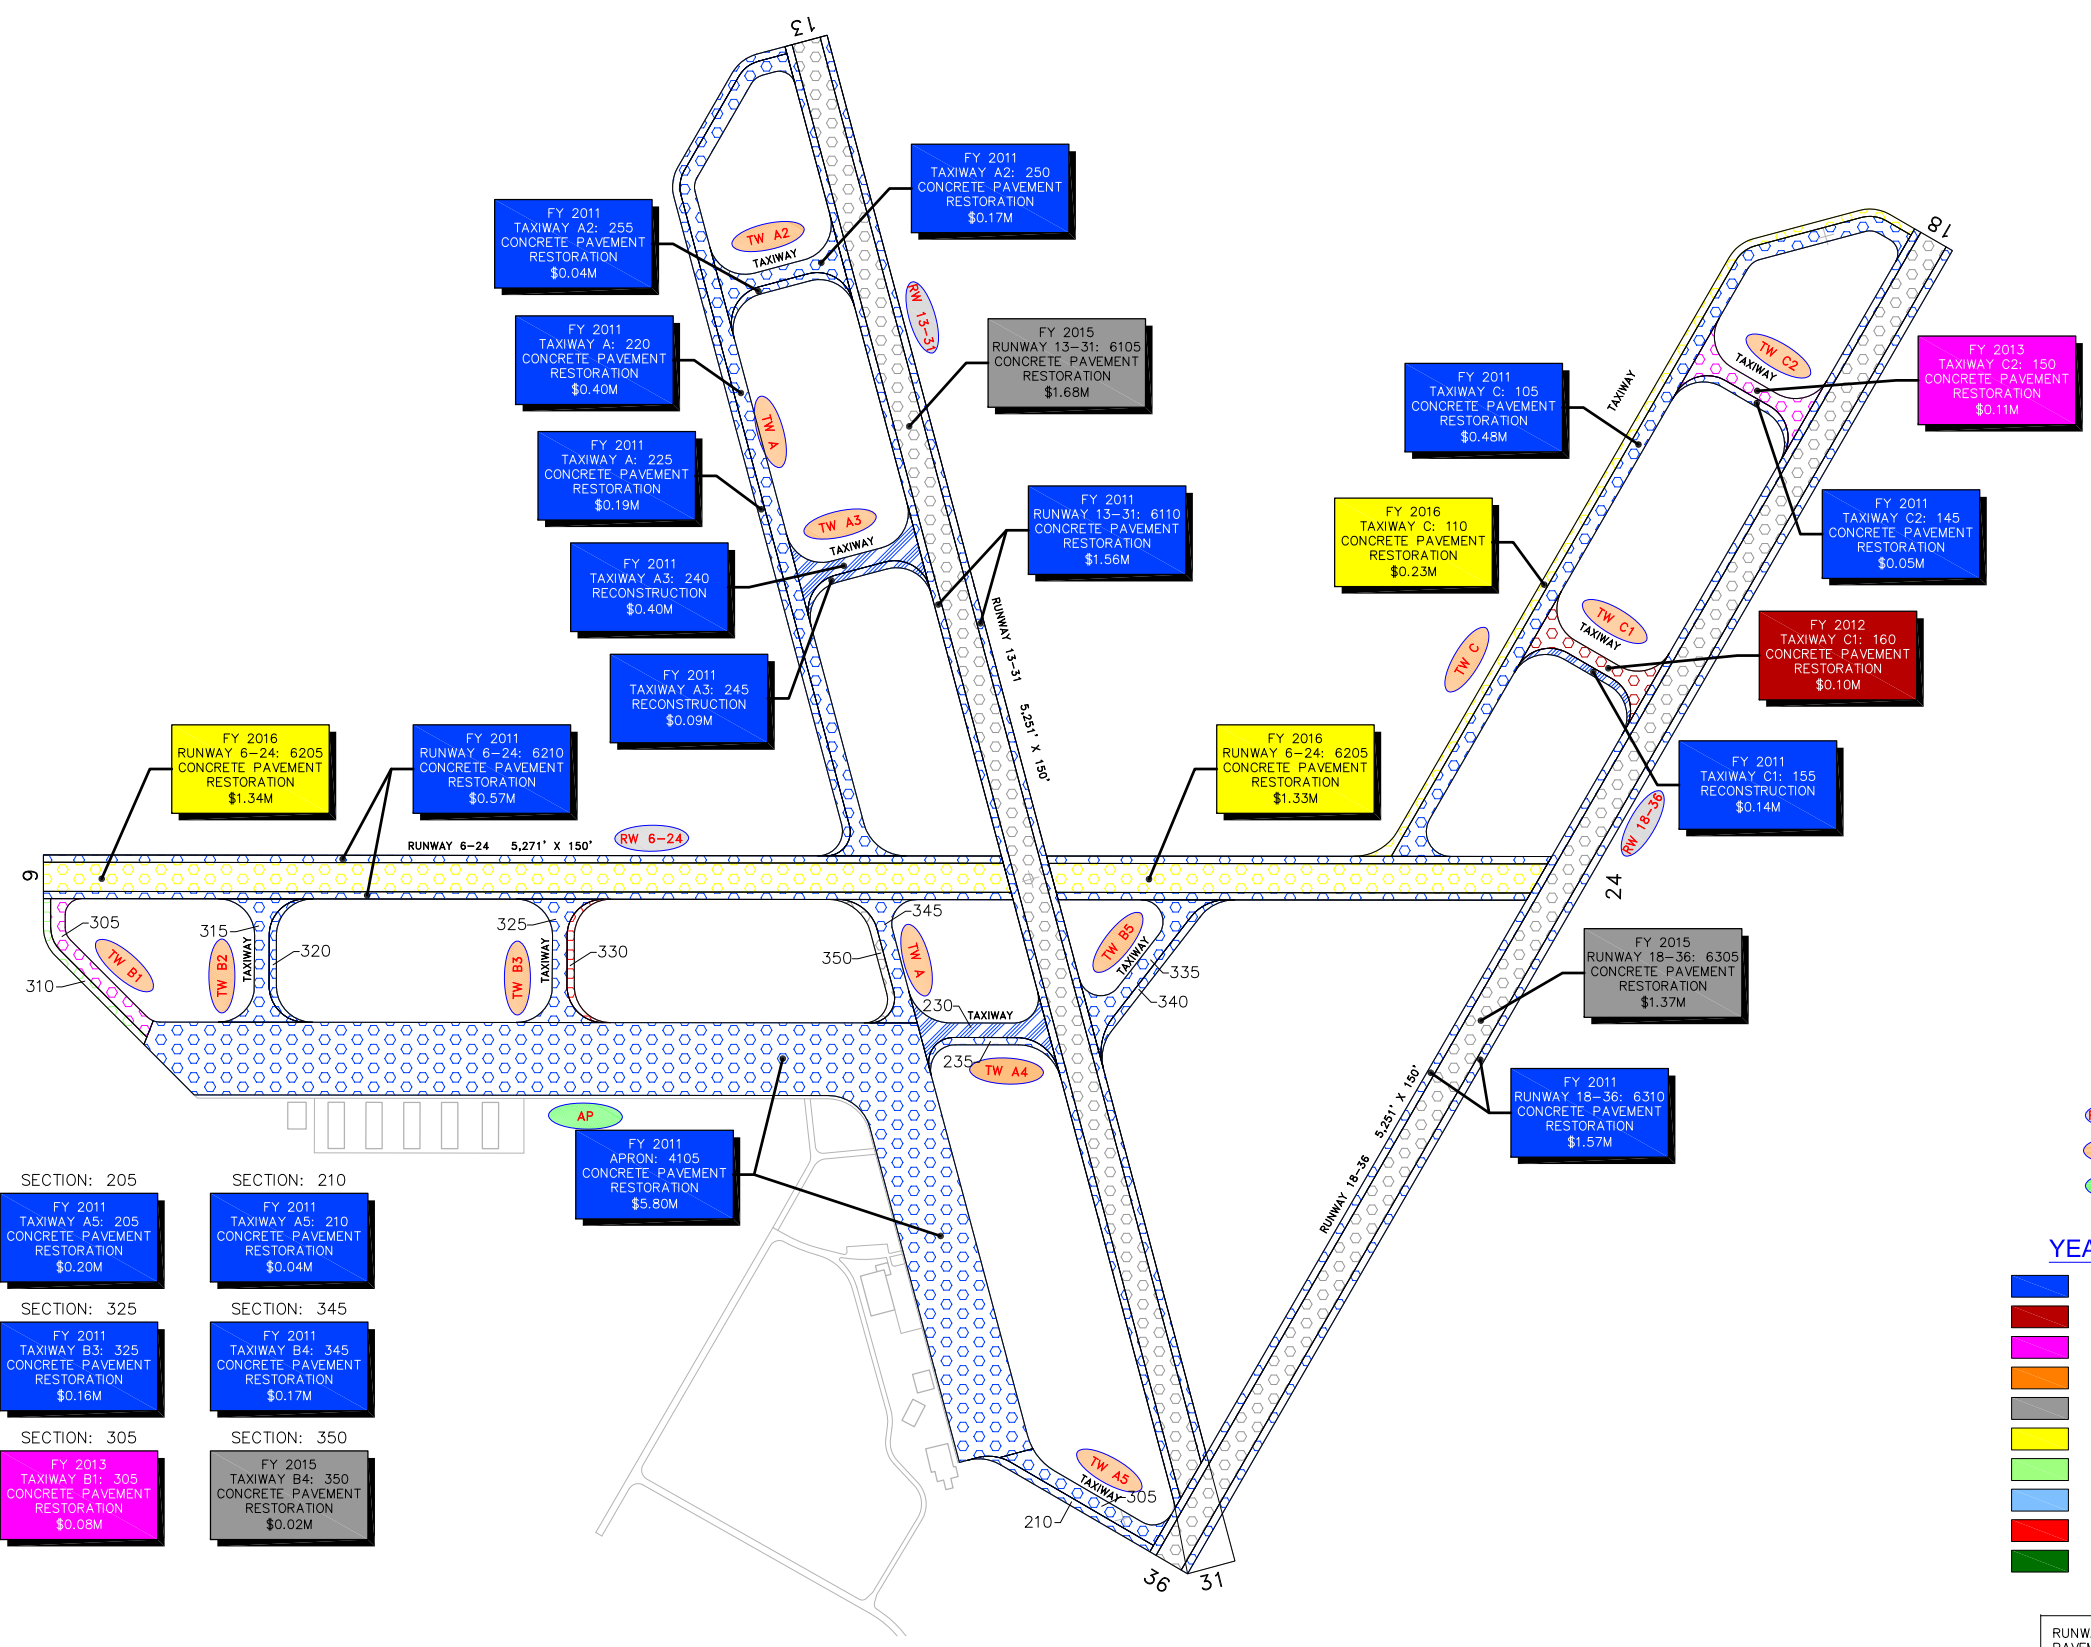 13
FY 2011
TAXIWAY A2: 250
CONCRETE PAVEMENT
RESTORATION
$0.17M
FY 2011
TAXIWAY A2: 255
CONCRETE PAVEMENT
RESTORATION
$0.04M
TW A2
TAXIWAY
18
RW 13-31
FY 2011
TAXIWAY A: 220
CONCRETE PAVEMENT
RESTORATION
$0.40M
FY 2015
RUNWAY 13-31: 6105
CONCRETE PAVEMENT
RESTORATION
$1.68M
TW C2
TAXIWAY
FY 2013
TAXIWAY C2: 150
CONCRETE PAVEMENT
RESTORATION
$0.11M
TAXIWAY
FY 2011
TAXIWAY C: 105
CONCRETE PAVEMENT
RESTORATION
$0.48M
TW A
FY 2011
TAXIWAY A: 225
CONCRETE PAVEMENT
RESTORATION
$0.19M
TW A3
TAXIWAY
FY 2011
RUNWAY 13-31: 6110
CONCRETE PAVEMENT
RESTORATION
$1.56M
FY 2016
TAXIWAY C: 110
CONCRETE PAVEMENT
RESTORATION
$0.23M
FY 2011
TAXIWAY C2: 145
CONCRETE PAVEMENT
RESTORATION
$0.05M
FY 2011
TAXIWAY A3: 240
RECONSTRUCTION
$0.40M
RUNWAY 13-31 5,251' X 150'
TW C
TW C1
TAXIWAY
FY 2012
TAXIWAY C1: 160
CONCRETE PAVEMENT
RESTORATION
$0.10M
FY 2011
TAXIWAY A3: 245
RECONSTRUCTION
$0.09M
FY 2016
RUNWAY 6-24: 6205
CONCRETE PAVEMENT
RESTORATION
$1.34M
FY 2011
RUNWAY 6-24: 6210
CONCRETE PAVEMENT
RESTORATION
$0.57M
FY 2016
RUNWAY 6-24: 6205
CONCRETE PAVEMENT
RESTORATION
$1.33M
FY 2011
TAXIWAY C1: 155
RECONSTRUCTION
$0.14M
RW 18-36
RUNWAY 6-24 5,271' X 150'
RW 6-24
6
24
305
310
TW B1
315
TW B2
TAXIWAY
320
325
TW B3
TAXIWAY
330
345
350
TW A
230
TAXIWAY
235
TW A4
TW B5
TAXIWAY
335
340
FY 2015
RUNWAY 18-36: 6305
CONCRETE PAVEMENT
RESTORATION
$1.37M
FY 2011
RUNWAY 18-36: 6310
CONCRETE PAVEMENT
RESTORATION
$1.57M
RUNWAY 18-36 5,251' X 150'
AP
FY 2011
APRON: 4105
CONCRETE PAVEMENT
RESTORATION
$5.80M
SECTION: 205
FY 2011
TAXIWAY A5: 205
CONCRETE PAVEMENT
RESTORATION
$0.20M
SECTION: 210
FY 2011
TAXIWAY A5: 210
CONCRETE PAVEMENT
RESTORATION
$0.04M
SECTION: 325
FY 2011
TAXIWAY B3: 325
CONCRETE PAVEMENT
RESTORATION
$0.16M
SECTION: 345
FY 2011
TAXIWAY B4: 345
CONCRETE PAVEMENT
RESTORATION
$0.17M
SECTION: 305
FY 2013
TAXIWAY B1: 305
CONCRETE PAVEMENT
RESTORATION
$0.08M
SECTION: 350
FY 2015
TAXIWAY B4: 350
CONCRETE PAVEMENT
RESTORATION
$0.02M
TW A5
TAXIWAY
305
210
36
31
YEA
RUNW